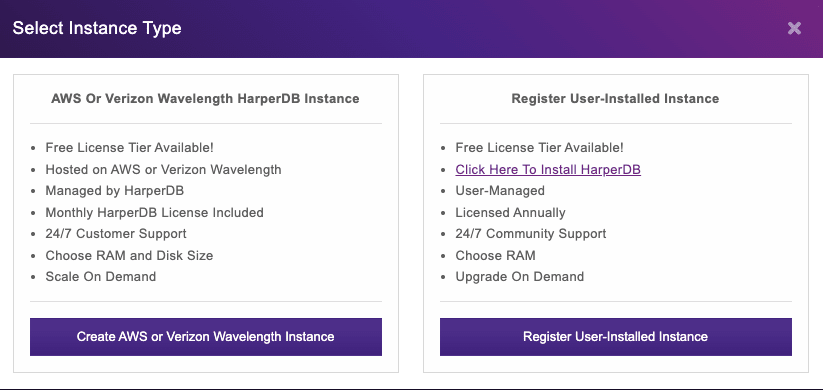 Select Instance Type
AWS Or Verizon Wavelength HarperDB Instance
Free License Tier Available!
Hosted on AWS or Verizon Wavelength
Managed by HarperDB
Monthly HarperDB License Included
24/7 Customer Support
Choose RAM and Disk Size
Scale On Demand
Create AWS or Verizon Wavelength Instance
Register User-Installed Instance
Free License Tier Available!
Click Here To Install HarperDB
User-Managed
Licensed Annually
24/7 Community Support
Choose RAM
Upgrade On Demand
Register User-Installed Instance